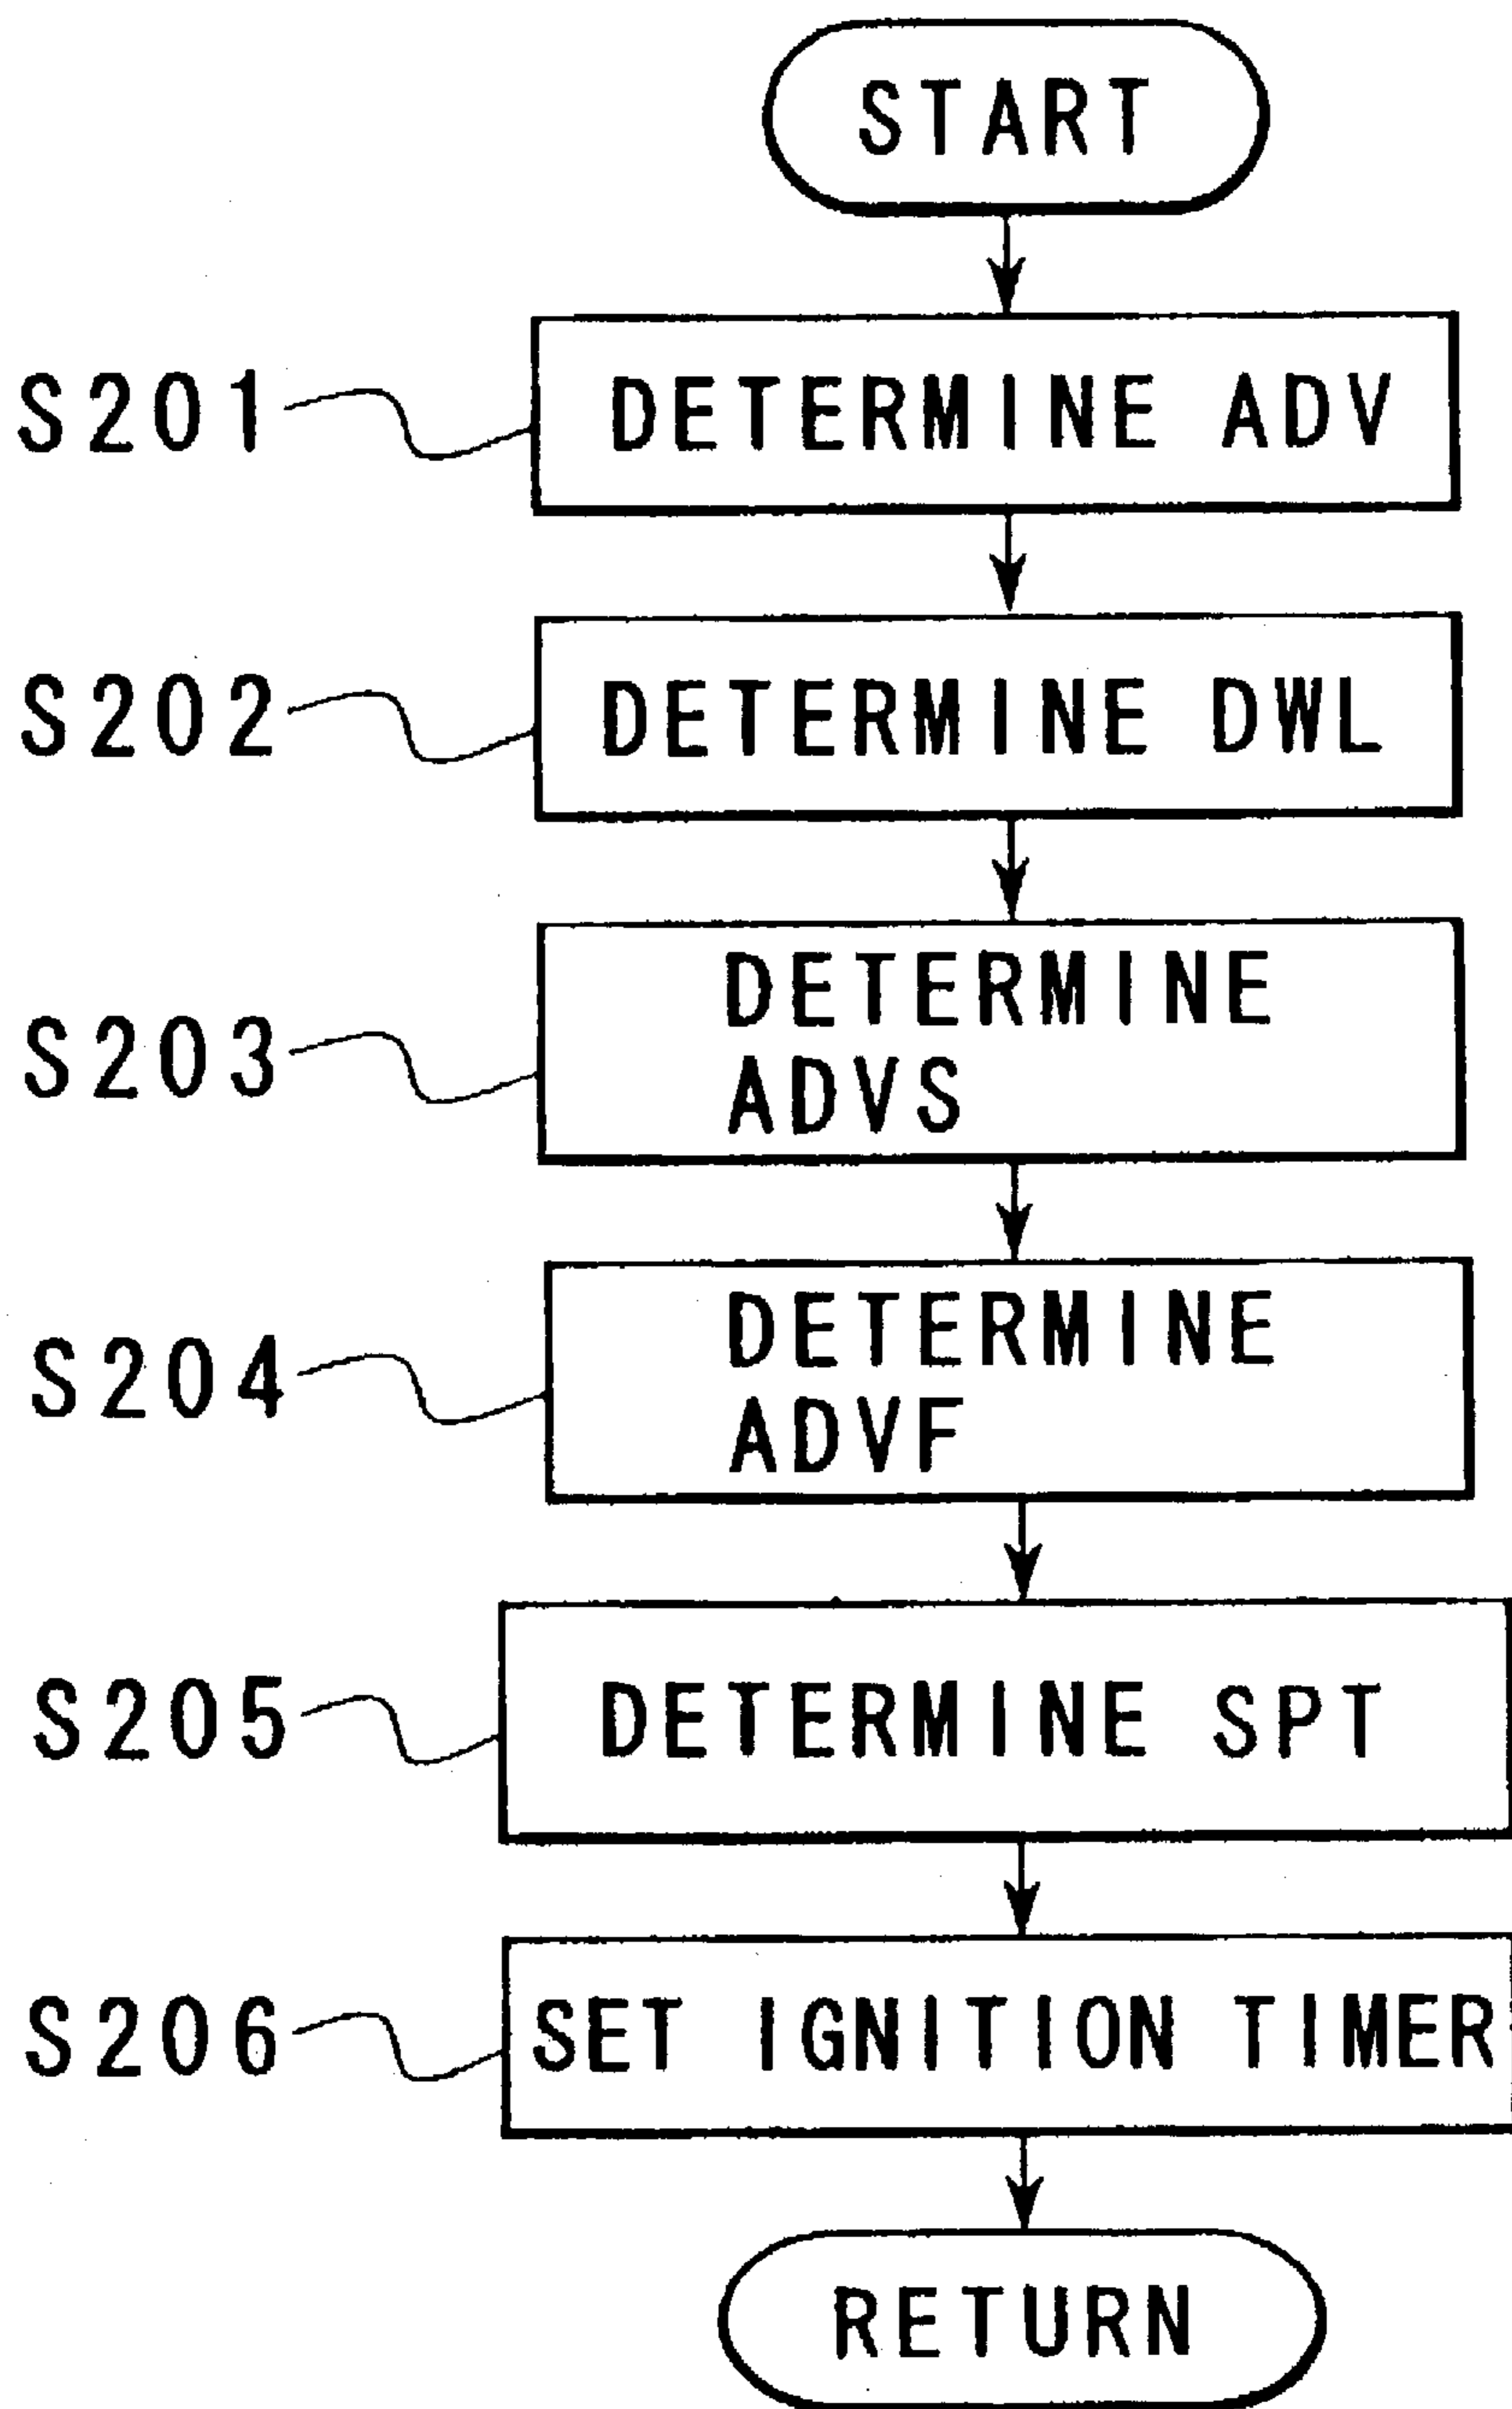 START
S201
DETERMINE ADV
S202
DETERMINE DWL
S203
DETERMINE
ADVS
S204
DETERMINE
ADVF
S205
DETERMINE SPT
S206
SET IGNITION TIMER
RETURN